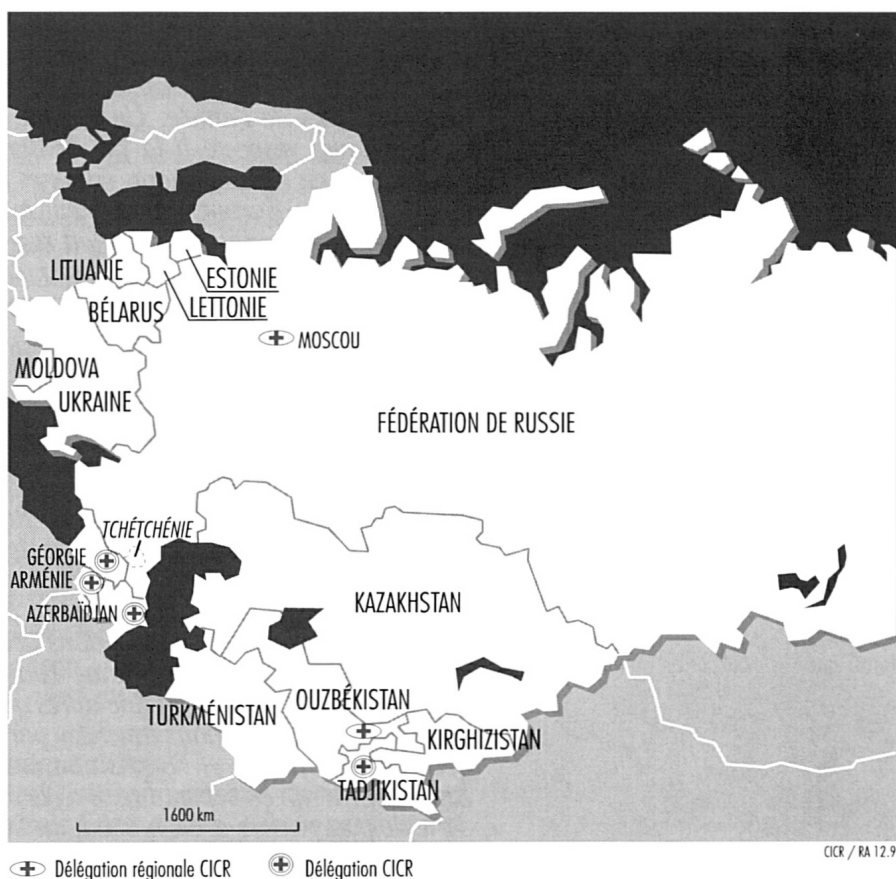 LITUANIE
ESTONIE
LETTONIE
BÉLARUS
MOSCOU
MOLDOVA
UKRAINE
FÉDÉRATION DE RUSSIE
TCHÉTCHÉNIE
GÉORGIE
ARMÉNIE
AZERBAÏDJAN
KAZAKHSTAN
OUZBÉKISTAN
TURKMÉNISTAN
KIRGHIZISTAN
TADJIKISTAN
1600 km
CICR / RA 12.9
Délégation régionale CICR
Délégation CICR